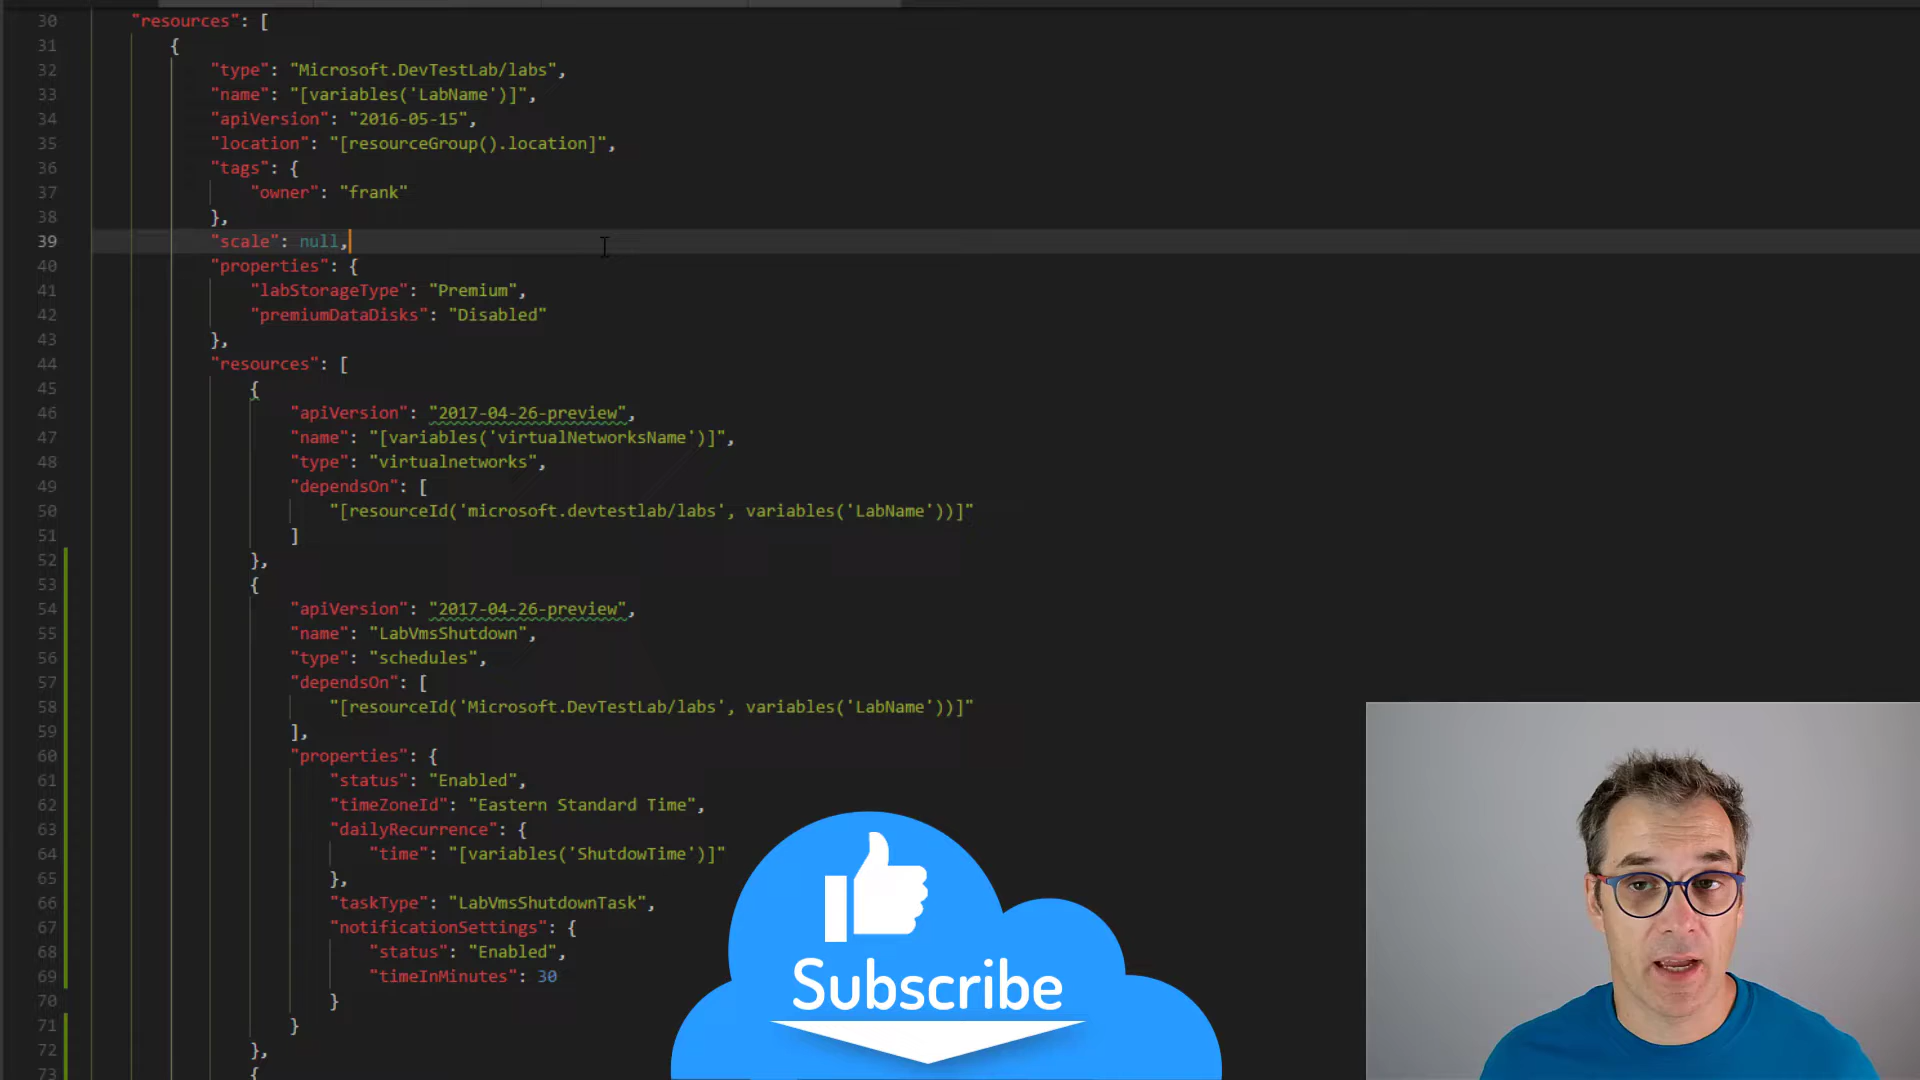 30 "resources": [
31 {
32 "type": "Microsoft.DevTestLab/labs",
33 "name": "[variables('LabName')]",
34 "apiVersion": "2016-05-15",
35 "location": "[resourceGroup().location]",
36 "tags": {
37 "owner": "frank"
38 },
39 "scale": null,
40 "properties": {
41 "labStorageType": "Premium",
42 "premiumDataDisks": "Disabled"
43 },
44 "resources": [
45 {
46 "apiVersion": "2017-04-26-preview",
47 "name": "[variables('virtualNetworksName')]",
48 "type": "virtualnetworks",
49 "dependsOn": [
50 "[resourceId('microsoft.devtestlab/labs', variables('LabName'))]"
51 ]
52 },
53 {
54 "apiVersion": "2017-04-26-preview",
55 "name": "LabVmsShutdown",
56 "type": "schedules",
57 "dependsOn": [
58 "[resourceId('Microsoft.DevTestLab/labs', variables('LabName'))]"
59 ],
60 "properties": {
61 "status": "Enabled",
62 "timeZoneId": "Eastern Standard Time",
63 "dailyRecurrence": {
64 "time": "[variables('ShutdowTime')]"
65 },
66 "taskType": "LabVmsShutdownTask",
67 "notificationSettings": {
68 "status": "Enabled",
69 "timeInMinutes": 30
70 }
71 }
72 },
73 {
Subscribe